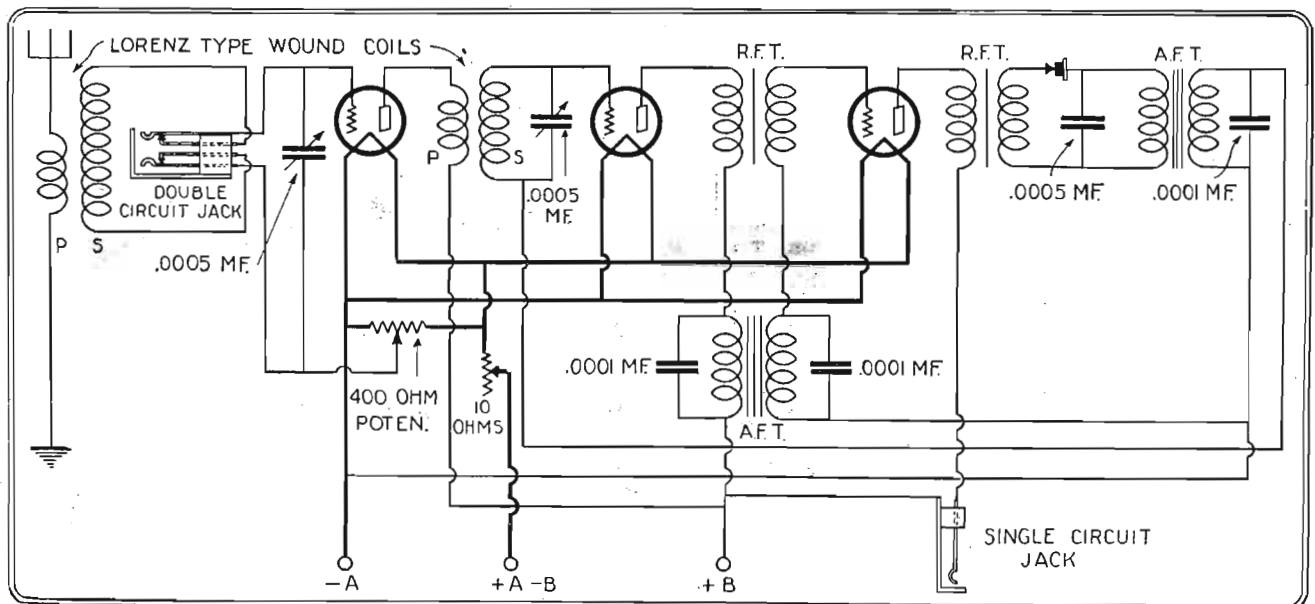 LORENZ TYPE WOUND COILS
R.F.T.
R.F.T.
A.F.T.
P
S
DOUBLE
CIRCUIT JACK
.0005 MF.
P
S
.0005
MF.
.0005 MF.
.0001 MF.
.0001 MF.
.0001 MF.
400 OHM
POTEN.
10
OHMS
A.F.T.
SINGLE CIRCUIT
JACK
-A
+A -B
+B